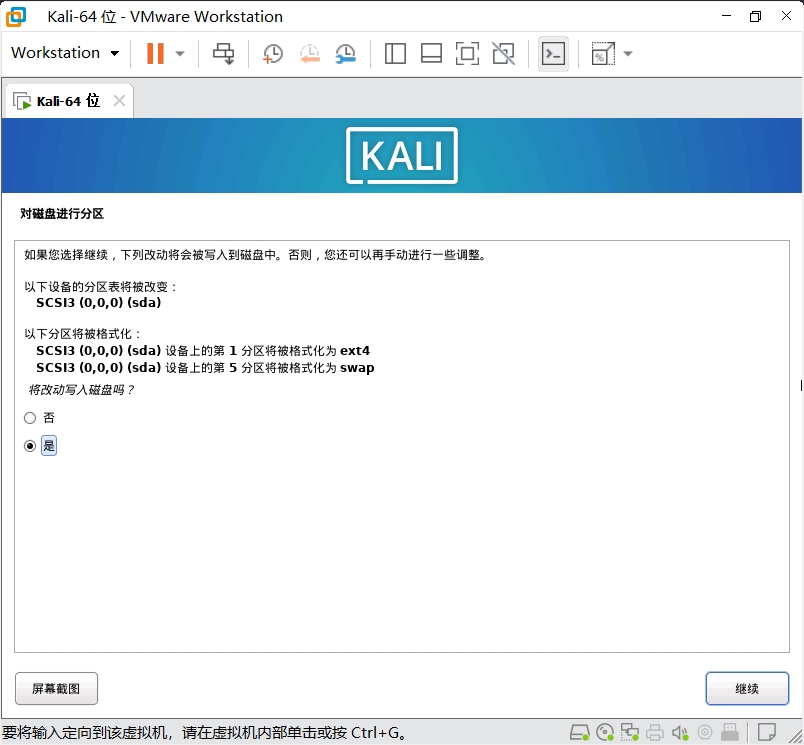 Kali-64 位 - VMware Workstation
Workstation
Kali-64 位
KALI
对磁盘进行分区
如果您选择继续，下列改动将会被写入到磁盘中。否则，您还可以再手动进行一些调整。
以下设备的分区表将被改变：
SCSI3 (0,0,0) (sda)
以下分区将被格式化：
SCSI3 (0,0,0) (sda) 设备上的第 1 分区将被格式化为 ext4
SCSI3 (0,0,0) (sda) 设备上的第 5 分区将被格式化为 swap
将改动写入磁盘吗？
否
是
屏幕截图
继续
要将输入定向到该虚拟机，请在虚拟机内部单击或按 Ctrl+G。